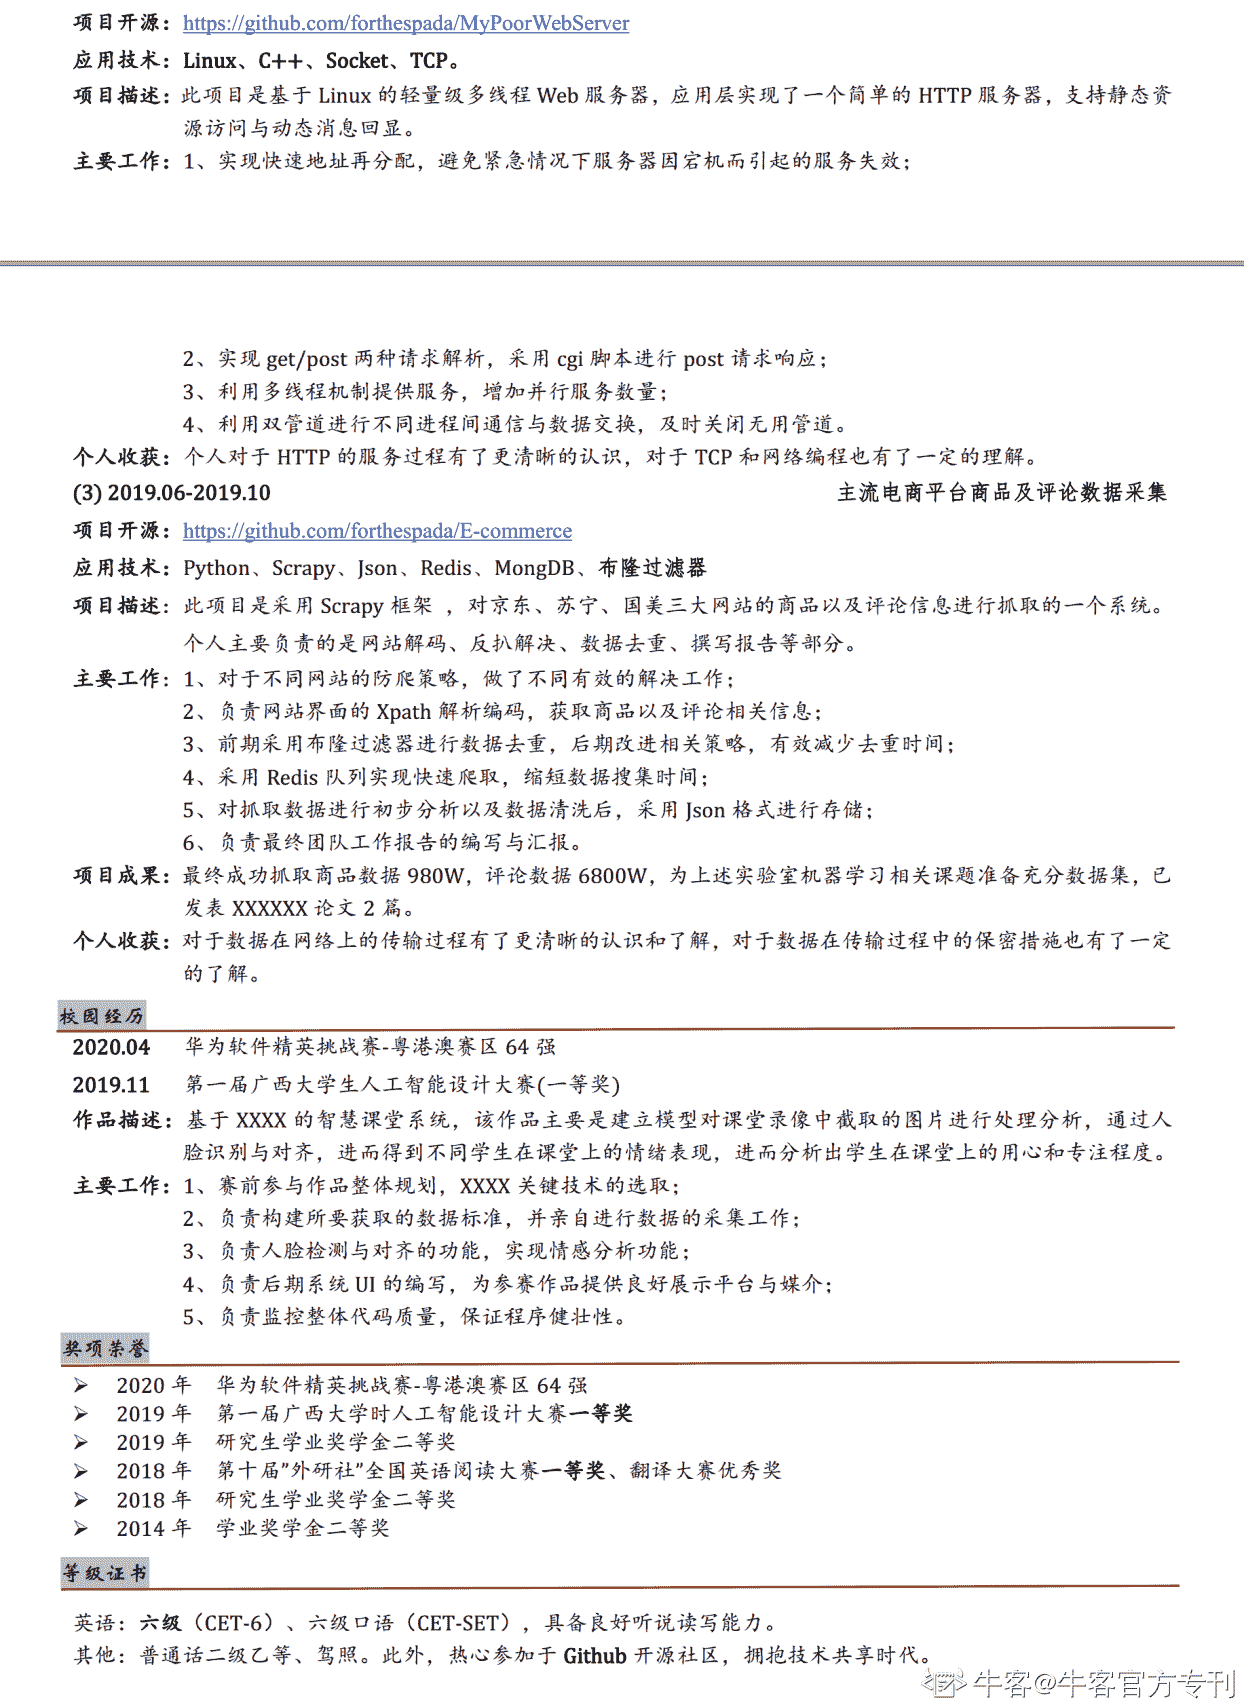 项目开源：https://github.com/forthespada/MyPoorWebServer
应用技术：Linux、C++、Socket、TCP。
项目描述：此项目是基于 Linux 的轻量级多线程 Web 服务器，应用层实现了一个简单的 HTTP 服务器，支持静态资
源访问与动态消息回显。
主要工作：1、实现快速地址再分配，避免紧急情况下服务器因宕机而引起的服务失效；
2、实现 get/post 两种请求解析，采用 cgi 脚本进行 post 请求响应；
3、利用多线程机制提供服务，增加并行服务数量；
4、利用双管道进行不同进程间通信与数据交换，及时关闭无用管道。
个人收获：个人对于 HTTP 的服务过程有了更清晰的认识，对于 TCP 和网络编程也有了一定的理解。
(3) 2019.06-2019.10 主流电商平台商品及评论数据采集
项目开源：https://github.com/forthespada/E-commerce
应用技术：Python、Scrapy、Json、Redis、MongDB、布隆过滤器
项目描述：此项目是采用 Scrapy 框架 ，对京东、苏宁、国美三大网站的商品以及评论信息进行抓取的一个系统。
个人主要负责的是网站解码、反扒解决、数据去重、撰写报告等部分。
主要工作：1、对于不同网站的防爬策略，做了不同有效的解决工作；
2、负责网站界面的 Xpath 解析编码，获取商品以及评论相关信息；
3、前期采用布隆过滤器进行数据去重，后期改进相关策略，有效减少去重时间；
4、采用 Redis 队列实现快速爬取，缩短数据搜集时间；
5、对抓取数据进行初步分析以及数据清洗后，采用 Json 格式进行存储；
6、负责最终团队工作报告的编写与汇报。
项目成果：最终成功抓取商品数据 980W，评论数据 6800W，为上述实验室机器学习相关课题准备充分数据集，已
发表 XXXXXX 论文 2 篇。
个人收获：对于数据在网络上的传输过程有了更清晰的认识和了解，对于数据在传输过程中的保密措施也有了一定
的了解。
校园经历
2020.04 华为软件精英挑战赛-粤港澳赛区 64 强
2019.11 第一届广西大学生人工智能设计大赛(一等奖)
作品描述：基于 XXXX 的智慧课堂系统，该作品主要是建立模型对课堂录像中截取的图片进行处理分析，通过人
脸识别与对齐，进而得到不同学生在课堂上的情绪表现，进而分析出学生在课堂上的用心和专注程度。
主要工作：1、赛前参与作品整体规划，XXXX 关键技术的选取；
2、负责构建所要获取的数据标准，并亲自进行数据的采集工作；
3、负责人脸检测与对齐的功能，实现情感分析功能；
4、负责后期系统 UI 的编写，为参赛作品提供良好展示平台与媒介；
5、负责监控整体代码质量，保证程序健壮性。
奖项荣誉
➢ 2020 年 华为软件精英挑战赛-粤港澳赛区 64 强
➢ 2019 年 第一届广西大学时人工智能设计大赛一等奖
➢ 2019 年 研究生学业奖学金二等奖
➢ 2018 年 第十届"外研社"全国英语阅读大赛一等奖、翻译大赛优秀奖
➢ 2018 年 研究生学业奖学金二等奖
➢ 2014 年 学业奖学金二等奖
等级证书
英语：六级（CET-6）、六级口语（CET-SET），具备良好听说读写能力。
其他：普通话二级乙等、驾照。此外，热心参加于 Github 开源社区，拥抱技术共享时代。
牛客@牛客官方专刊